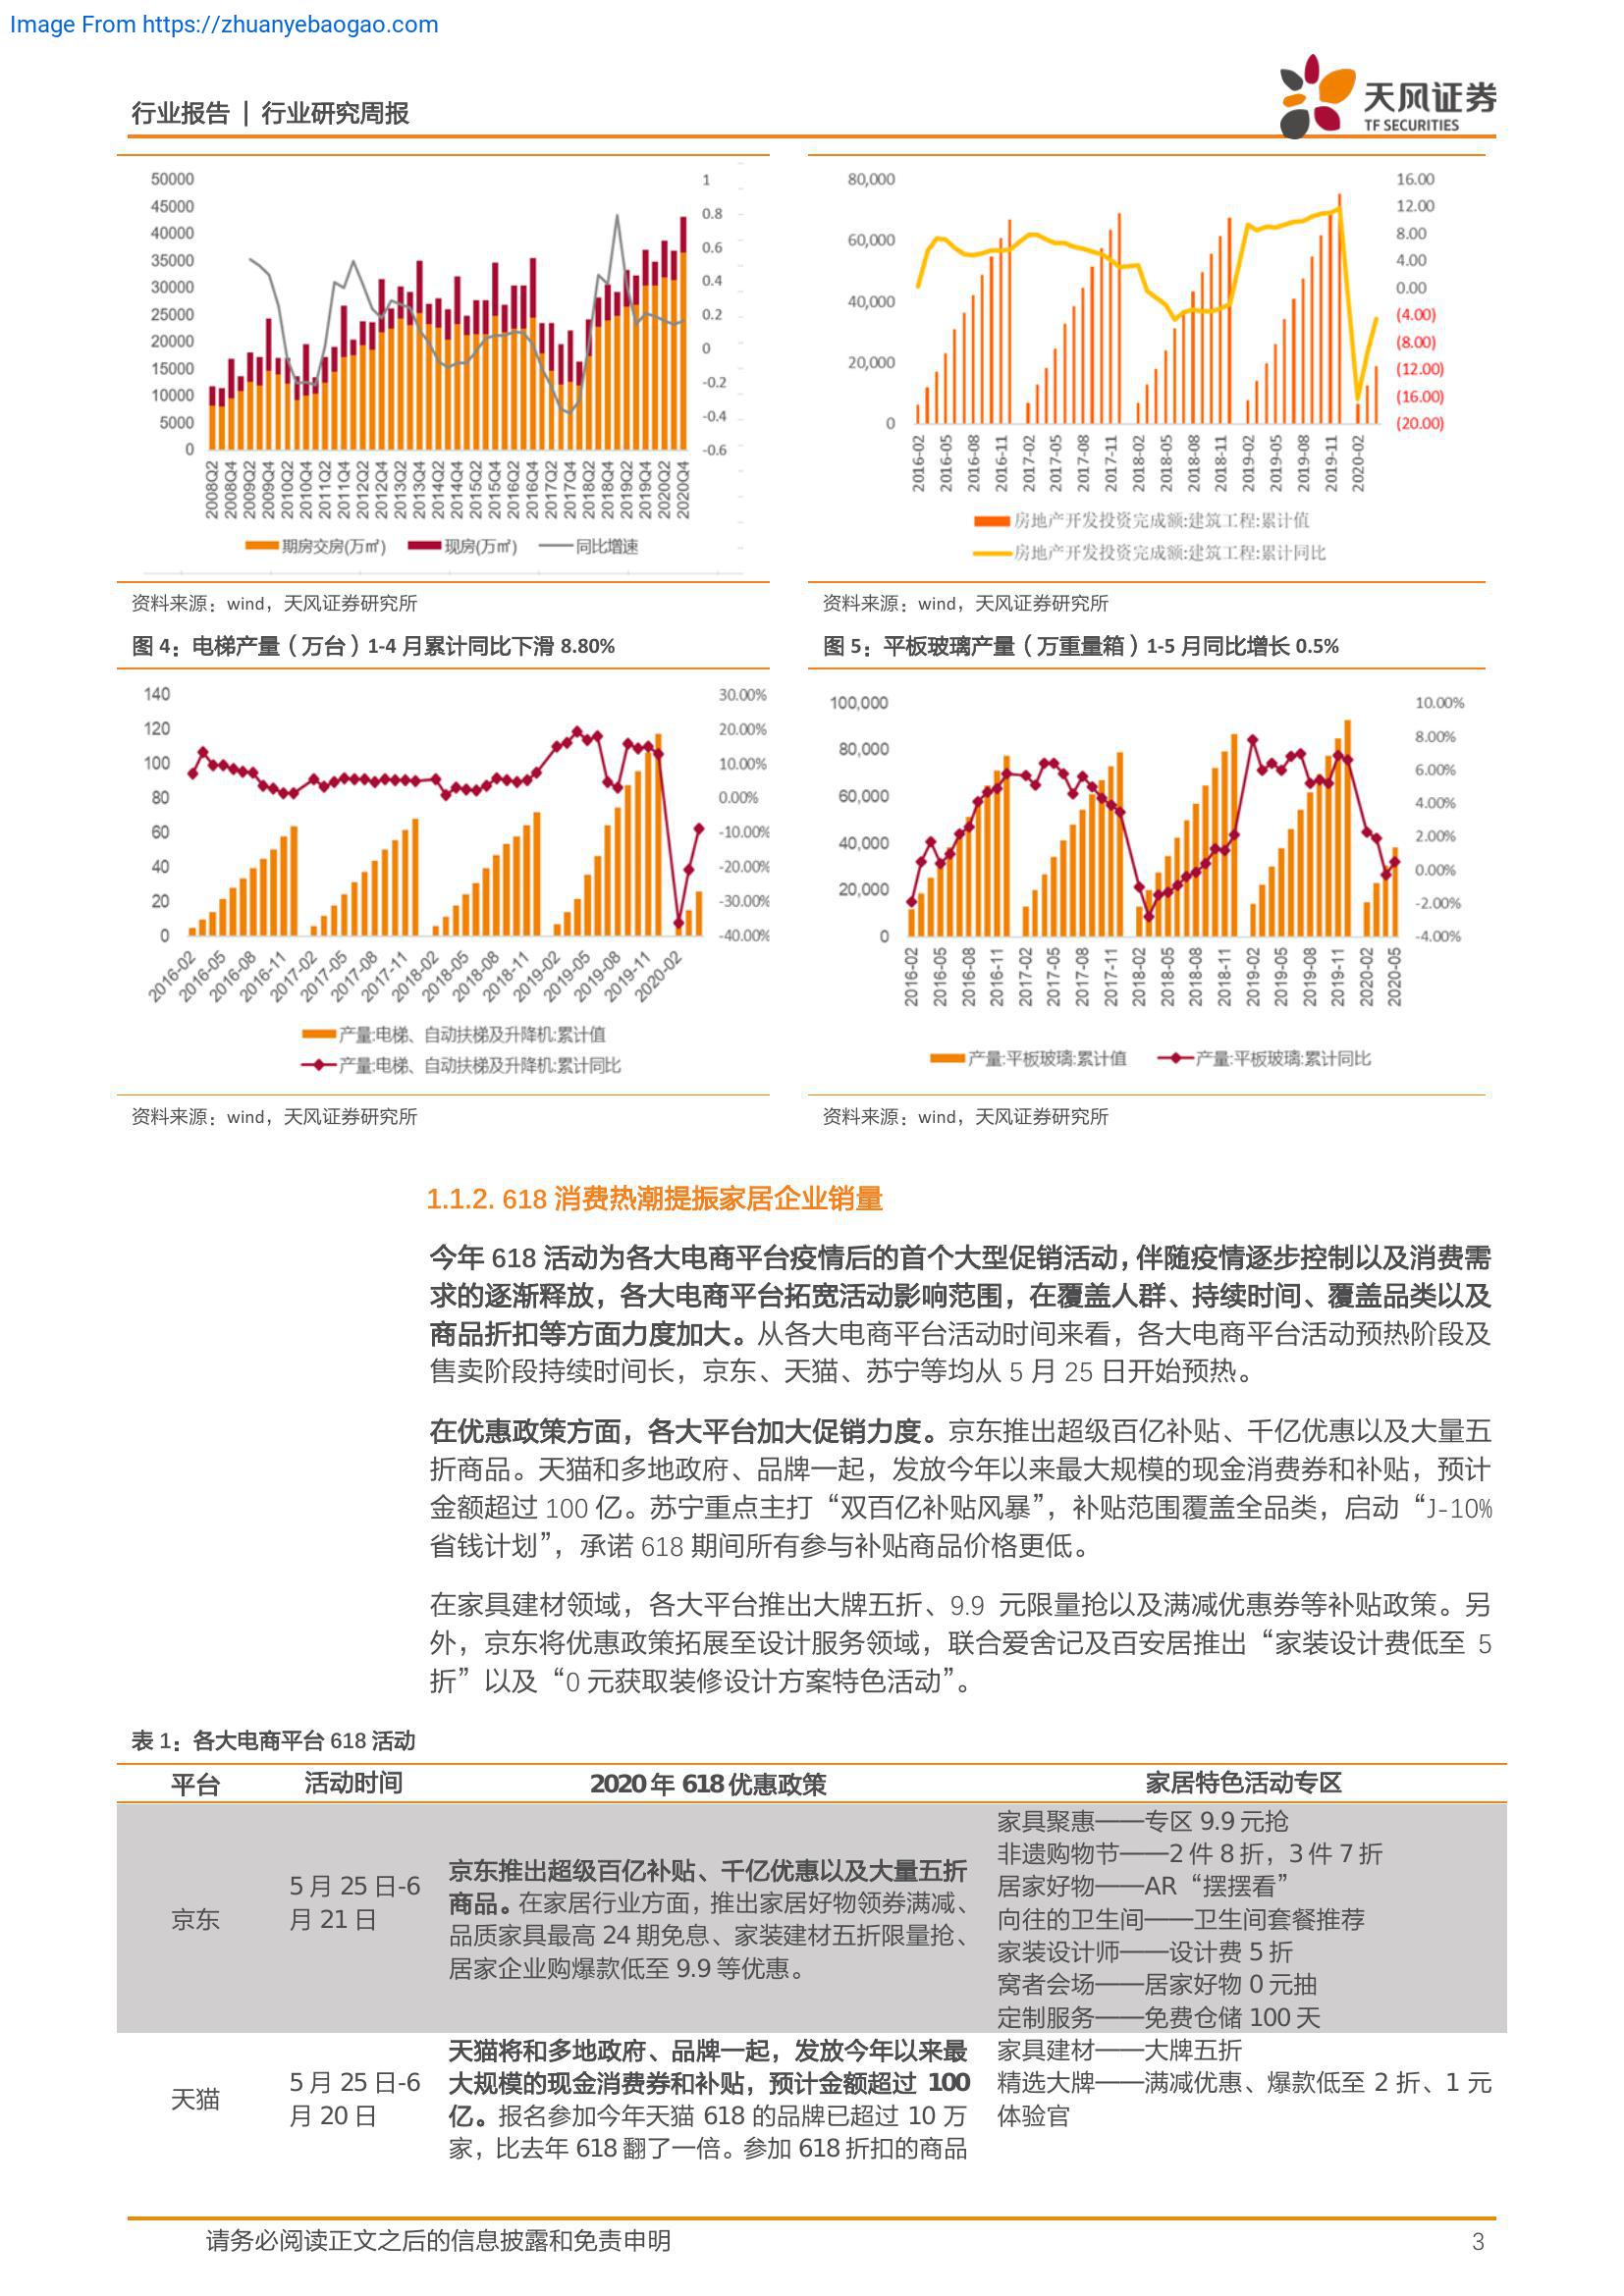 Image From https://zhuanyebaogao.com
行业报告 | 行业研究周报
天风证券
TF SECURITIES
50000
45000
40000
35000
30000
25000
20000
15000
10000
5000
0
1
0.8
0.6
0.4
0.2
0
-0.2
-0.4
-0.6
2008Q2
2008Q4
2009Q2
2009Q4
2010Q2
2010Q4
2011Q2
2011Q4
2012Q2
2012Q4
2013Q2
2013Q4
2014Q2
2014Q4
2015Q2
2015Q4
2016Q2
2016Q4
2017Q2
2017Q4
2018Q2
2018Q4
2019Q2
2019Q4
2020Q2
2020Q4
期房交房(万㎡) 现房(万㎡) 同比增速
80,000
60,000
40,000
20,000
0
16.00
12.00
8.00
4.00
0.00
(4.00)
(8.00)
(12.00)
(16.00)
(20.00)
2016-02
2016-05
2016-08
2016-11
2017-02
2017-05
2017-08
2017-11
2018-02
2018-05
2018-08
2018-11
2019-02
2019-05
2019-08
2019-11
2020-02
房地产开发投资完成额:建筑工程:累计值
房地产开发投资完成额:建筑工程:累计同比
资料来源：wind，天风证券研究所
资料来源：wind，天风证券研究所
图 4：电梯产量（万台）1-4 月累计同比下滑 8.80%
图 5：平板玻璃产量（万重量箱）1-5 月同比增长 0.5%
140
120
100
80
60
40
20
0
30.00%
20.00%
10.00%
0.00%
-10.00%
-20.00%
-30.00%
-40.00%
2016-02
2016-05
2016-08
2016-11
2017-02
2017-05
2017-08
2017-11
2018-02
2018-05
2018-08
2018-11
2019-02
2019-05
2019-08
2019-11
2020-02
产量:电梯、自动扶梯及升降机:累计值
产量:电梯、自动扶梯及升降机:累计同比
100,000
80,000
60,000
40,000
20,000
0
10.00%
8.00%
6.00%
4.00%
2.00%
0.00%
-2.00%
-4.00%
2016-02
2016-05
2016-08
2016-11
2017-02
2017-05
2017-08
2017-11
2018-02
2018-05
2018-08
2018-11
2019-02
2019-05
2019-08
2019-11
2020-02
2020-05
产量:平板玻璃:累计值 产量:平板玻璃:累计同比
资料来源：wind，天风证券研究所
资料来源：wind，天风证券研究所
1.1.2. 618 消费热潮提振家居企业销量
今年 618 活动为各大电商平台疫情后的首个大型促销活动，伴随疫情逐步控制以及消费需
求的逐渐释放，各大电商平台拓宽活动影响范围，在覆盖人群、持续时间、覆盖品类以及
商品折扣等方面力度加大。从各大电商平台活动时间来看，各大电商平台活动预热阶段及
售卖阶段持续时间长，京东、天猫、苏宁等均从 5 月 25 日开始预热。
在优惠政策方面，各大平台加大促销力度。京东推出超级百亿补贴、千亿优惠以及大量五
折商品。天猫和多地政府、品牌一起，发放今年以来最大规模的现金消费券和补贴，预计
金额超过 100 亿。苏宁重点主打“双百亿补贴风暴”，补贴范围覆盖全品类，启动“J-10%
省钱计划”，承诺 618 期间所有参与补贴商品价格更低。
在家具建材领域，各大平台推出大牌五折、9.9 元限量抢以及满减优惠券等补贴政策。另
外，京东将优惠政策拓展至设计服务领域，联合爱舍记及百安居推出“家装设计费低至 5
折”以及“0 元获取装修设计方案特色活动”。
表 1：各大电商平台 618 活动
平台 活动时间 2020 年 618 优惠政策 家居特色活动专区
京东
5 月 25 日-6
月 21 日
京东推出超级百亿补贴、千亿优惠以及大量五折
商品。在家居行业方面，推出家居好物领券满减、
品质家具最高 24 期免息、家装建材五折限量抢、
居家企业购爆款低至 9.9 等优惠。
家具聚惠——专区 9.9 元抢
非遗购物节——2 件 8 折，3 件 7 折
居家好物——AR“摆摆看”
向往的卫生间——卫生间套餐推荐
家装设计师——设计费 5 折
窝者会场——居家好物 0 元抽
定制服务——免费仓储 100 天
天猫
5 月 25 日-6
月 20 日
天猫将和多地政府、品牌一起，发放今年以来最
大规模的现金消费券和补贴，预计金额超过 100
亿。报名参加今年天猫 618 的品牌已超过 10 万
家，比去年 618 翻了一倍。参加 618 折扣的商品
家具建材——大牌五折
精选大牌——满减优惠、爆款低至 2 折、1 元
体验官
请务必阅读正文之后的信息披露和免责申明
3